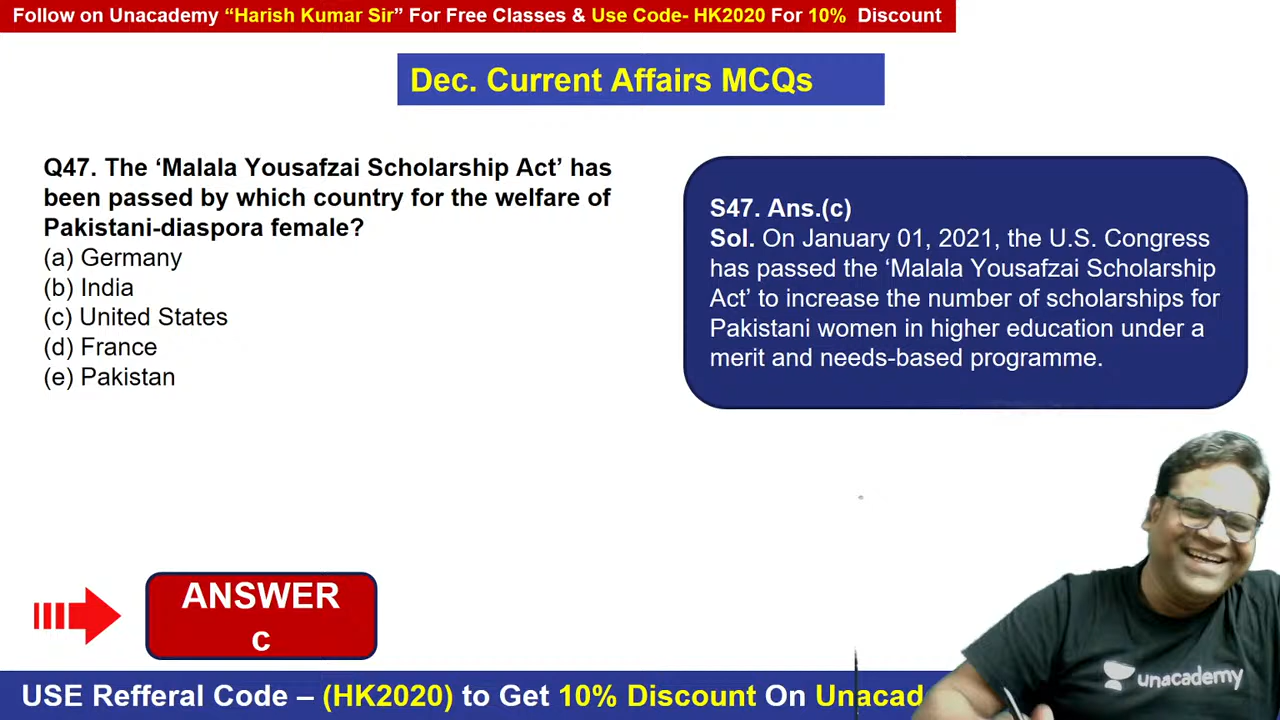 Follow on Unacademy “Harish Kumar Sir” For Free Classes & Use Code- HK2020 For 10% Discount
Dec. Current Affairs MCQs
Q47. The ‘Malala Yousafzai Scholarship Act’ has
been passed by which country for the welfare of
Pakistani-diaspora female?
(a) Germany
(b) India
(c) United States
(d) France
(e) Pakistan
S47. Ans.(c)
Sol. On January 01, 2021, the U.S. Congress
has passed the ‘Malala Yousafzai Scholarship
Act’ to increase the number of scholarships for
Pakistani women in higher education under a
merit and needs-based programme.
ANSWER
c
unacademy
USE Refferal Code – (HK2020) to Get 10% Discount On Unacad